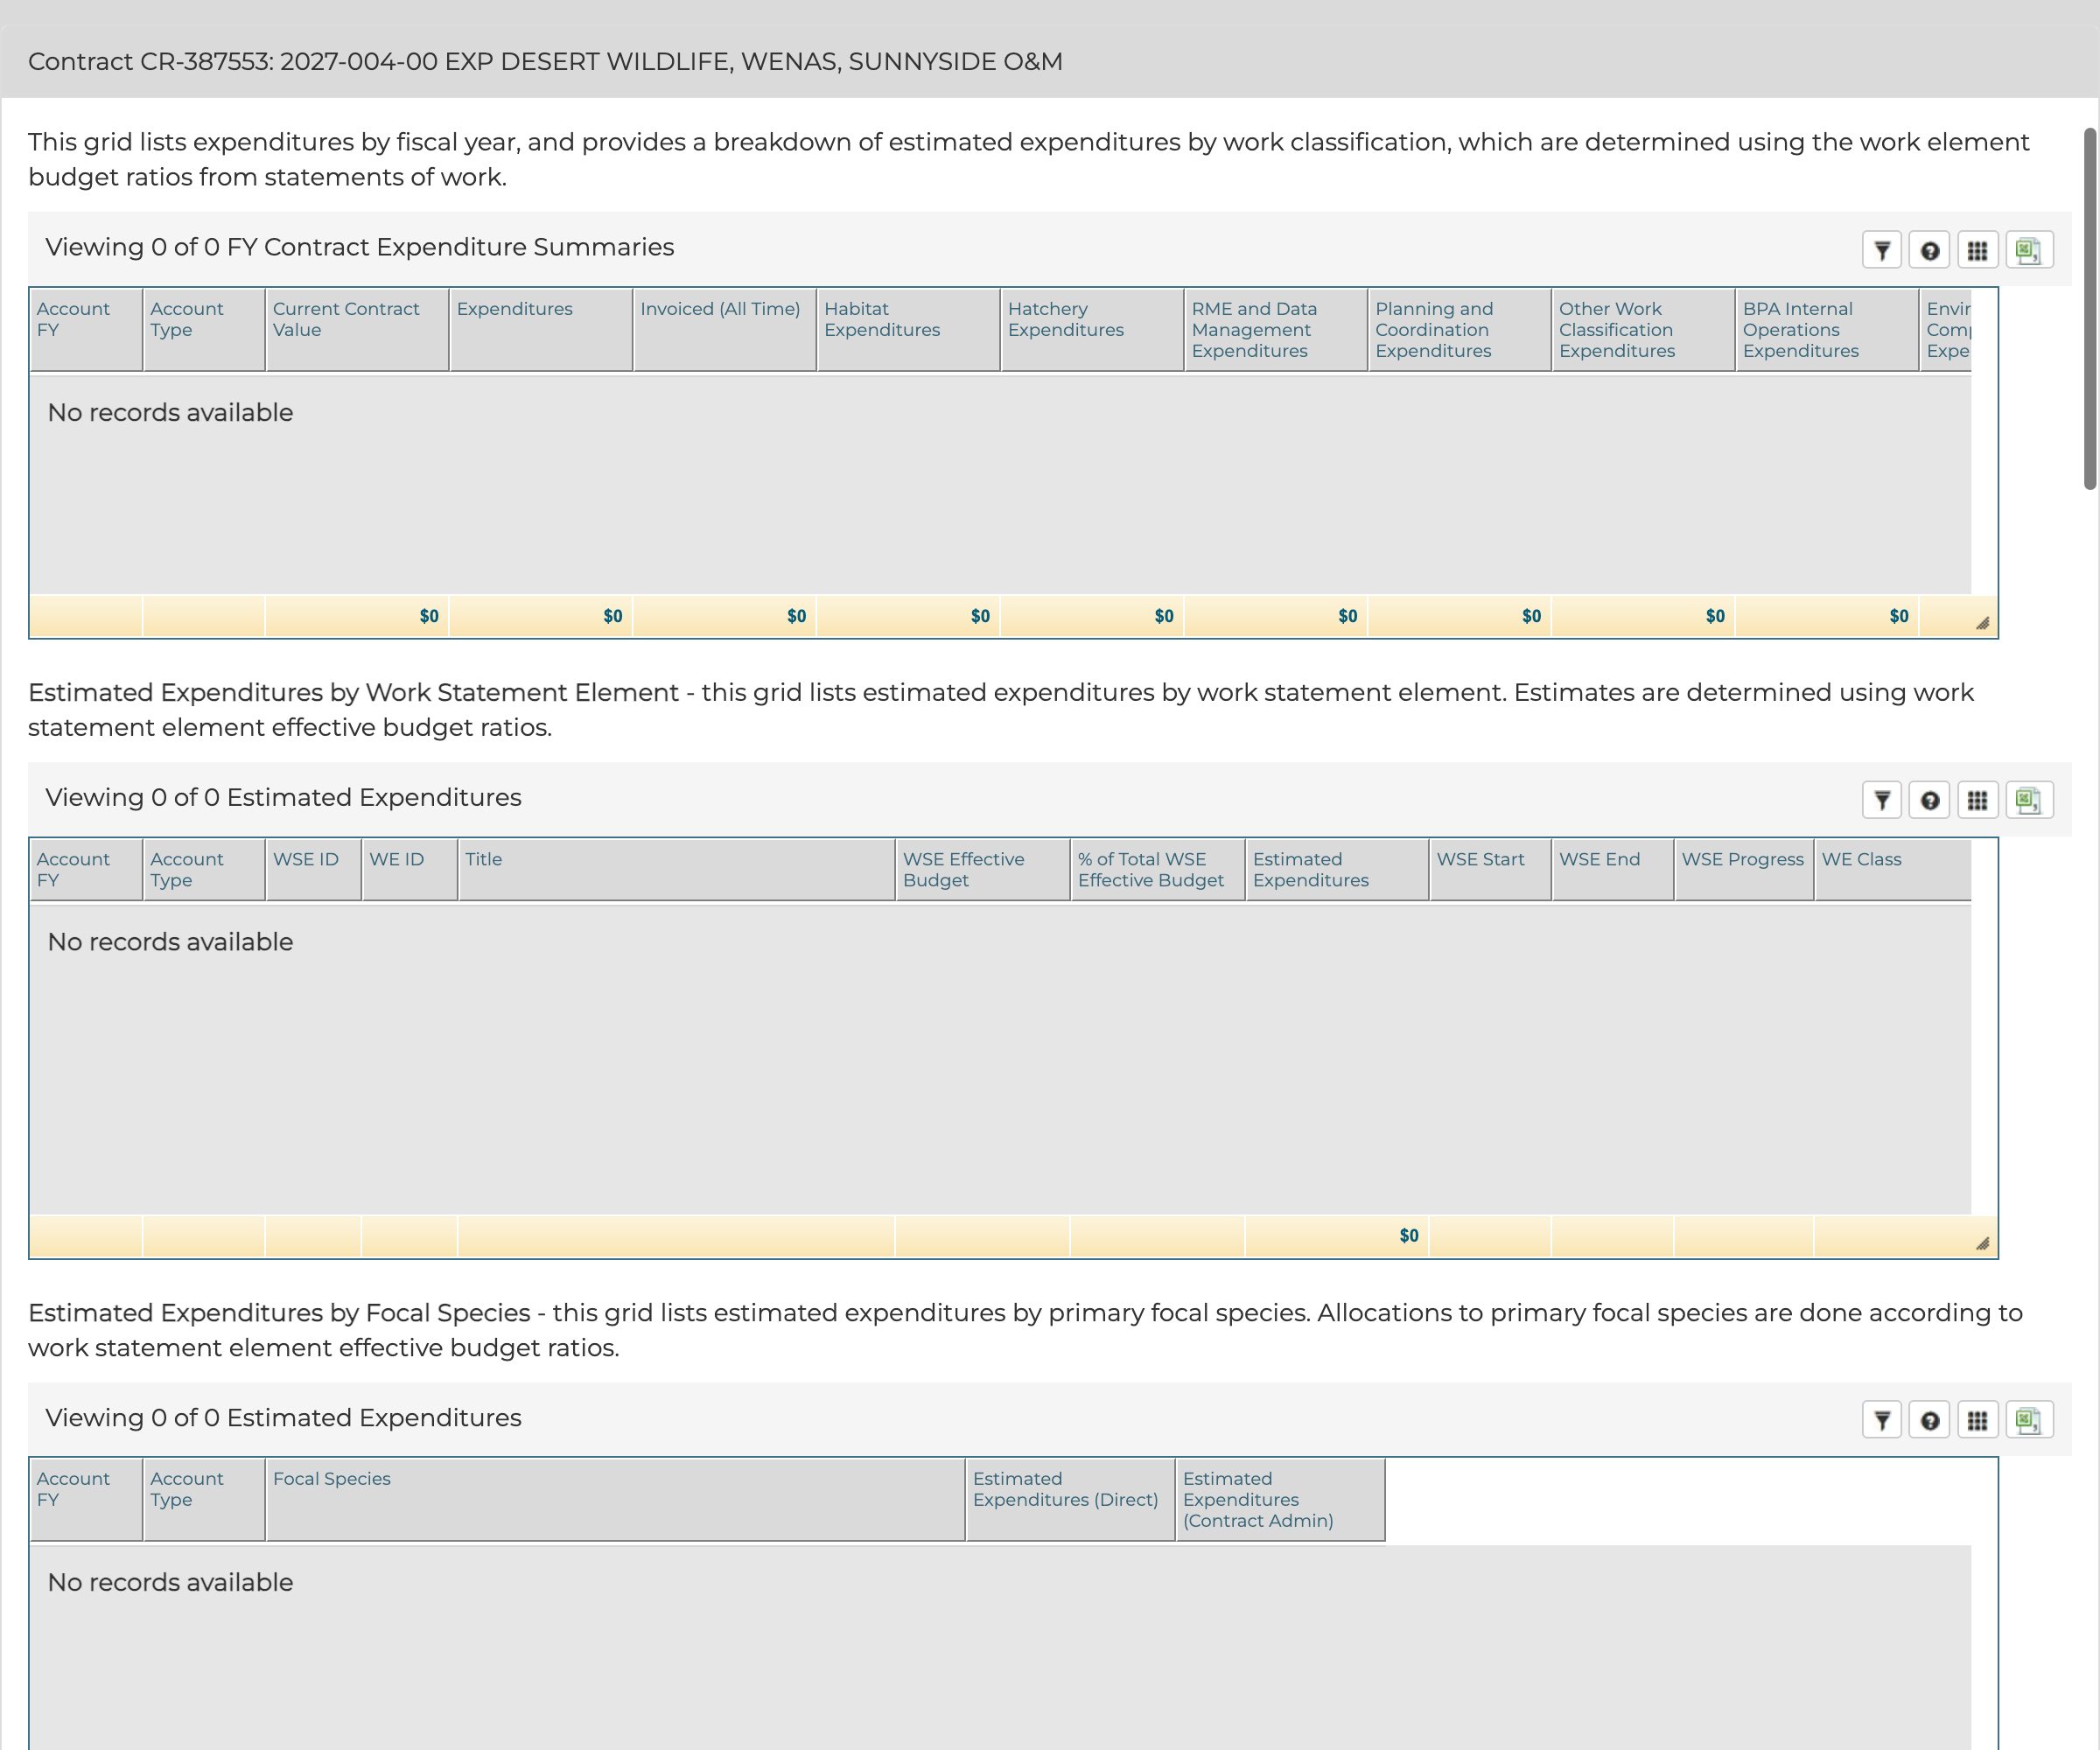 Contract CR-387553: 2027-004-00 EXP DESERT WILDLIFE, WENAS, SUNNYSIDE O&M
This grid lists expenditures by fiscal year, and provides a breakdown of estimated expenditures by work classification, which are determined using the work element
budget ratios from statements of work.
Viewing 0 of 0 FY Contract Expenditure Summaries
Account FY
Account Type
Current Contract Value
Expenditures
Invoiced (All Time)
Habitat Expenditures
Hatchery Expenditures
RME and Data Management Expenditures
Planning and Coordination Expenditures
Other Work Classification Expenditures
BPA Internal Operations Expenditures
Envir
Expe
No records available
$0 $0 $0 $0 $0 $0 $0 $0 $0
Estimated Expenditures by Work Statement Element - this grid lists estimated expenditures by work statement element. Estimates are determined using work
statement element effective budget ratios.
Viewing 0 of 0 Estimated Expenditures
Account FY
Account Type
WSE ID
WE ID
Title
WSE Effective Budget
% of Total WSE Effective Budget
Estimated Expenditures
WSE Start
WSE End
WSE Progress
WE Class
No records available
$0
Estimated Expenditures by Focal Species - this grid lists estimated expenditures by primary focal species. Allocations to primary focal species are done according to
work statement element effective budget ratios.
Viewing 0 of 0 Estimated Expenditures
Account FY
Account Type
Focal Species
Estimated Expenditures (Direct)
Estimated Expenditures (Contract Admin)
No records available